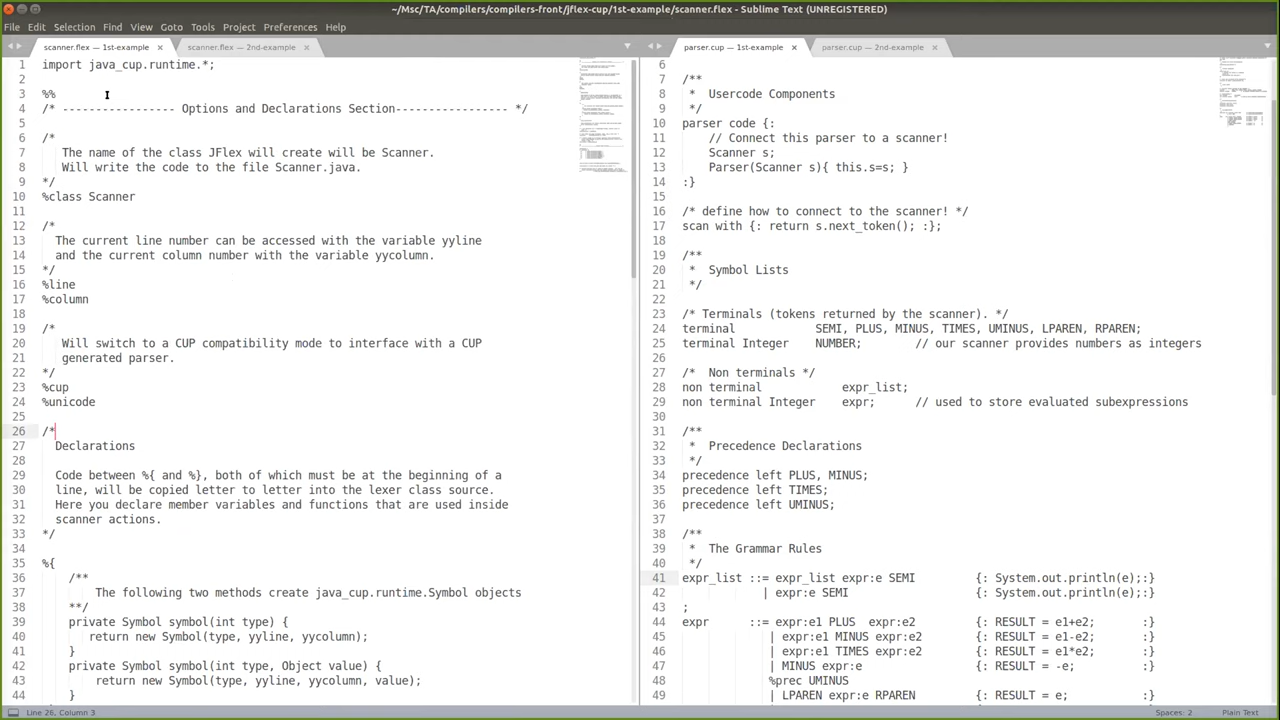 ~/Msc/TA/compilers/compilers-front/jflex-cup/1st-example/scanner.flex - Sublime Text (UNREGISTERED)
File Edit Selection Find View Goto Tools Project Preferences Help
scanner.flex — 1st-example × scanner.flex — 2nd-example ×
1 import java_cup.runtime.*;
2
3 %%
4 /* ----------------- Options and Declarations Section-----------------
5
6 /*
7 The name of the class JFlex will create will be Scanner.
8 Will write the code to the file Scanner.java.
9 */
10 %class Scanner
11
12 /*
13 The current line number can be accessed with the variable yyline
14 and the current column number with the variable yycolumn.
15 */
16 %line
17 %column
18
19 /*
20 Will switch to a CUP compatibility mode to interface with a CUP
21 generated parser.
22 */
23 %cup
24 %unicode
25
26 /*
27 Declarations
28
29 Code between %{ and %}, both of which must be at the beginning of a
30 line, will be copied letter to letter into the lexer class source.
31 Here you declare member variables and functions that are used inside
32 scanner actions.
33 */
34
35 %{
36 /**
37 The following two methods create java_cup.runtime.Symbol objects
38 **/
39 private Symbol symbol(int type) {
40 return new Symbol(type, yyline, yycolumn);
41 }
42 private Symbol symbol(int type, Object value) {
43 return new Symbol(type, yyline, yycolumn, value);
44 }
parser.cup — 1st-example × parser.cup — 2nd-example ×
6
7 /**
8 * Usercode Components
9 */
10 parser code {:
11 // Connect this parser to a scanner!
12 Scanner s;
13 Parser(Scanner s){ this.s=s; }
14 :}
15
16 /* define how to connect to the scanner! */
17 scan with {: return s.next_token(); :};
18
19 /**
20 * Symbol Lists
21 */
22
23 /* Terminals (tokens returned by the scanner). */
24 terminal SEMI, PLUS, MINUS, TIMES, UMINUS, LPAREN, RPAREN;
25 terminal Integer NUMBER; // our scanner provides numbers as integers
26
27 /* Non terminals */
28 non terminal expr_list;
29 non terminal Integer expr; // used to store evaluated subexpressions
30
31 /**
32 * Precedence Declarations
33 */
34 precedence left PLUS, MINUS;
35 precedence left TIMES;
36 precedence left UMINUS;
37
38 /**
39 * The Grammar Rules
40 */
41 expr_list ::= expr_list expr:e SEMI {: System.out.println(e);:}
42 | expr:e SEMI {: System.out.println(e);:}
43 ;
44 expr ::= expr:e1 PLUS expr:e2 {: RESULT = e1+e2; :}
45 | expr:e1 MINUS expr:e2 {: RESULT = e1-e2; :}
46 | expr:e1 TIMES expr:e2 {: RESULT = e1*e2; :}
47 | MINUS expr:e {: RESULT = -e; :}
48 %prec UMINUS
49 | LPAREN expr:e RPAREN {: RESULT = e; :}
Line 26, Column 3 Spaces: 2 Plain Text